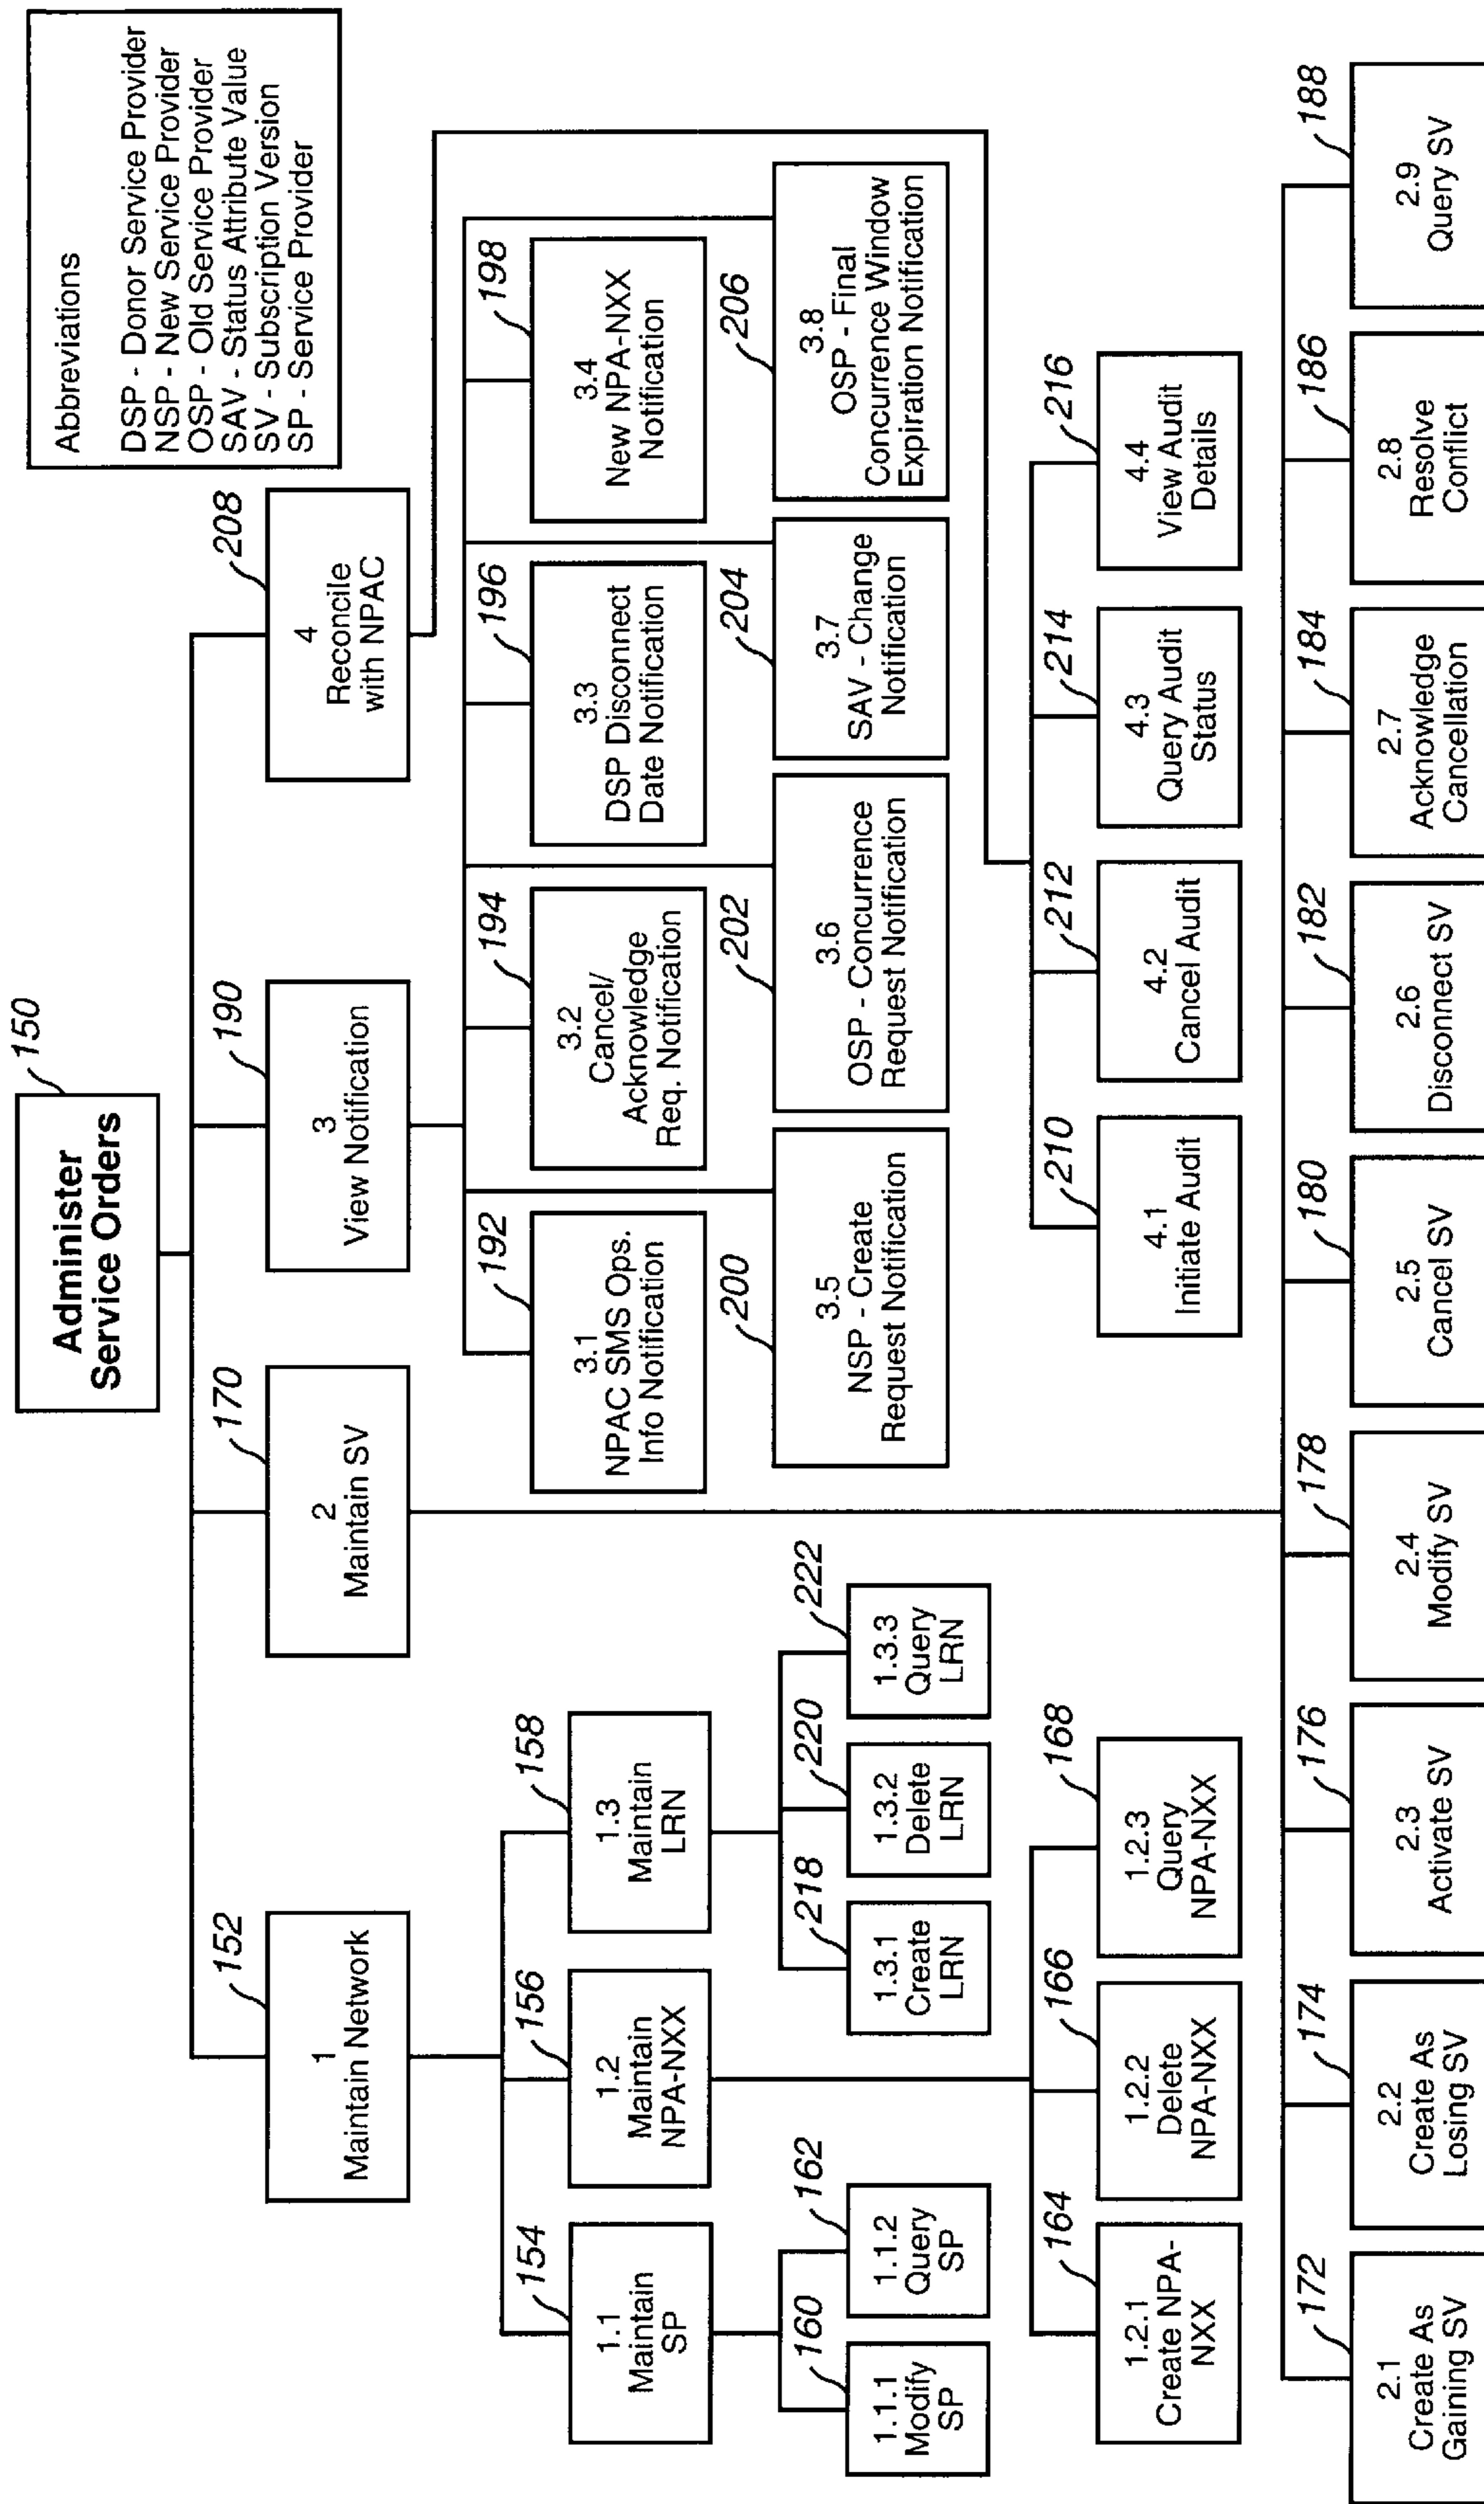 150
Administer
Service Orders
Abbreviations
DSP - Donor Service Provider
NSP - New Service Provider
OSP - Old Service Provider
SAV - Status Attribute Value
SV - Subscription Version
SP - Service Provider
152
1
Maintain Network
170
2
Maintain SV
190
3
View Notification
208
4
Reconcile
with NPAC
154
1.1
Maintain
SP
156
1.2
Maintain
NPA-NXX
158
1.3
Maintain
LRN
160
1.1.1
Modify
SP
162
1.1.2
Query
SP
218
1.3.1
Create
LRN
220
1.3.2
Delete
LRN
222
1.3.3
Query
LRN
164
1.2.1
Create NPA-
NXX
166
1.2.2
Delete
NPA-NXX
168
1.2.3
Query
NPA-NXX
192
3.1
NPAC SMS Ops.
Info Notification
194
3.2
Cancel/
Acknowledge
Req. Notification
196
3.3
DSP Disconnect
Date Notification
198
3.4
New NPA-NXX
Notification
200
3.5
NSP - Create
Request Notification
202
3.6
OSP - Concurrence
Request Notification
204
3.7
SAV - Change
Notification
206
3.8
OSP - Final
Concurrence Window
Expiration Notification
210
4.1
Initiate Audit
212
4.2
Cancel Audit
214
4.3
Query Audit
Status
216
4.4
View Audit
Details
172
2.1
Create As
Gaining SV
174
2.2
Create As
Losing SV
176
2.3
Activate SV
178
2.4
Modify SV
180
2.5
Cancel SV
182
2.6
Disconnect SV
184
2.7
Acknowledge
Cancellation
186
2.8
Resolve
Conflict
188
2.9
Query SV